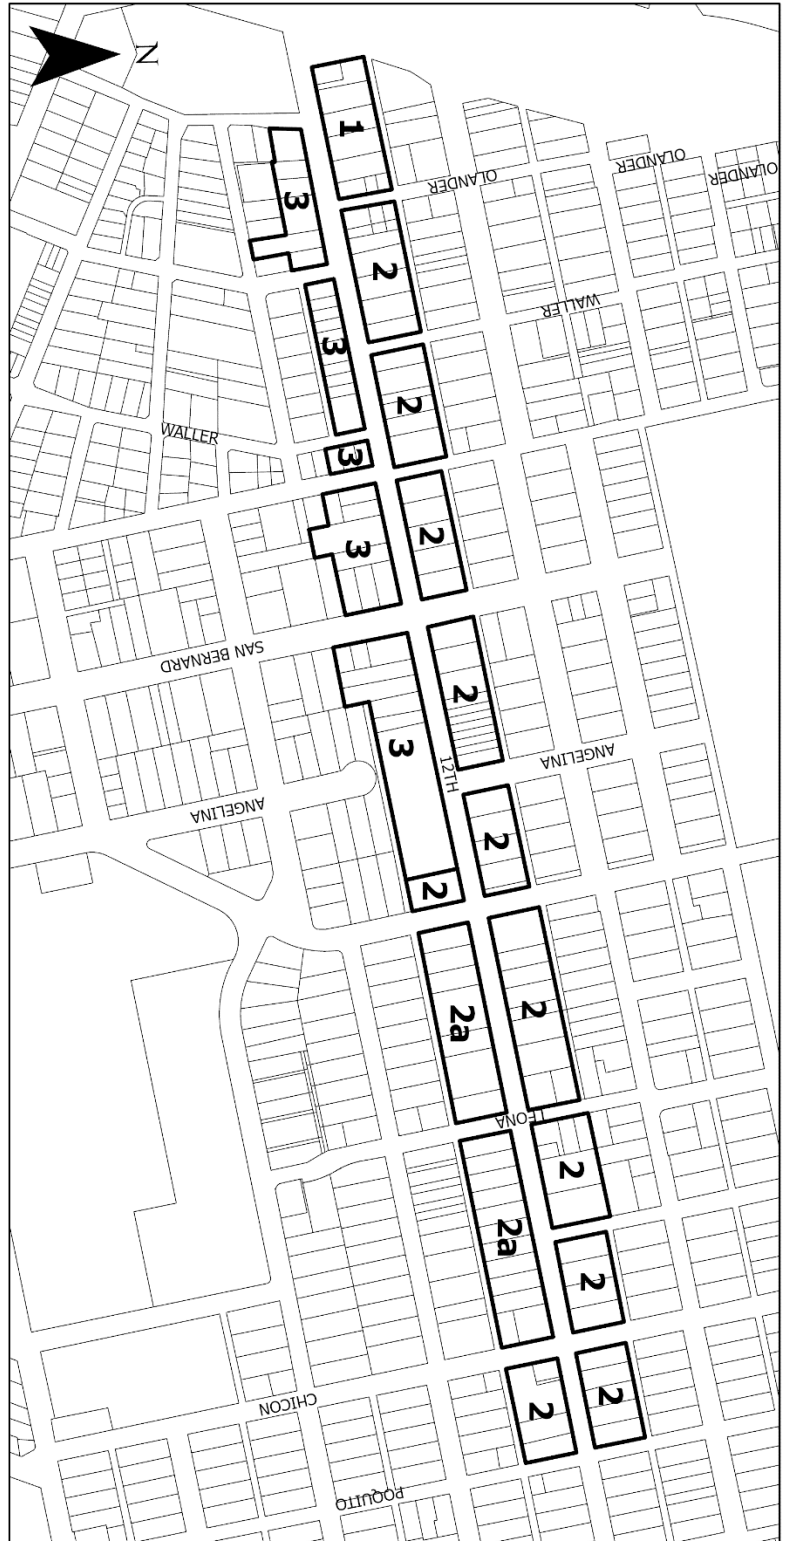 N
1
OLANDER
OLANDER
OLANDER
3
2
WALLER
3
2
WALLER
3
2
3
SAN BERNARD
2
3
12TH
ANGELINA
ANGELINA
2
2
2a
2
LEONA
2
2a
2
CHICON
2
2
POQUITO